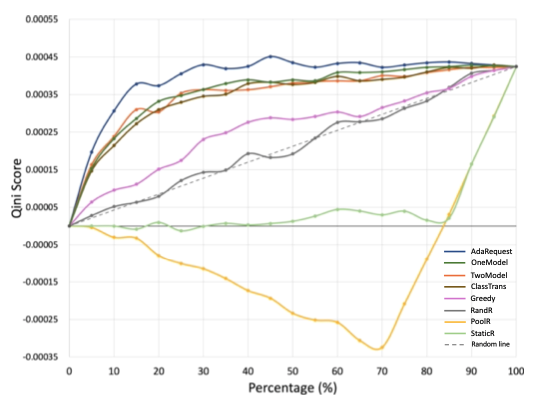 0.00055
0.00045
0.00035
0.00025
0.00015
0.00005
-0.00005
-0.00015
-0.00025
-0.00035
Qini Score
0 10 20 30 40 50 60 70 80 90 100
Percentage (%)
AdaRequest
OneModel
TwoModel
ClassTrans
Greedy
RandR
PoolR
StaticR
Random line